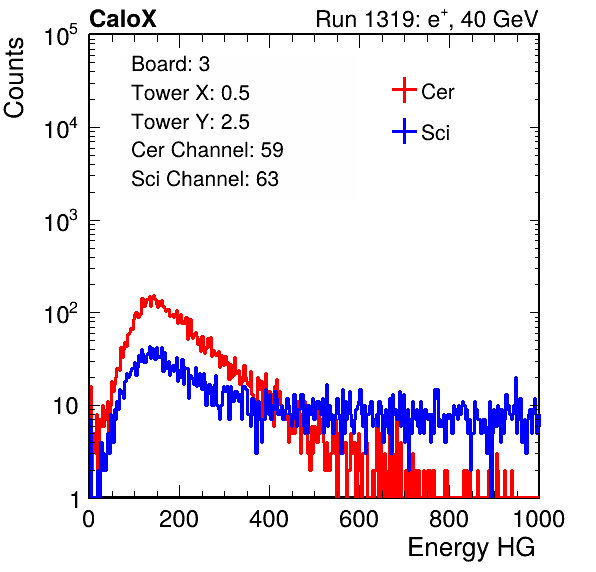 CaloX Run 1319: e⁺, 40 GeV
Counts
10⁵
10⁴
10³
10²
10
1
Board: 3
Tower X: 0.5
Tower Y: 2.5
Cer Channel: 59
Sci Channel: 63
Cer
Sci
0 200 400 600 800 1000
Energy HG